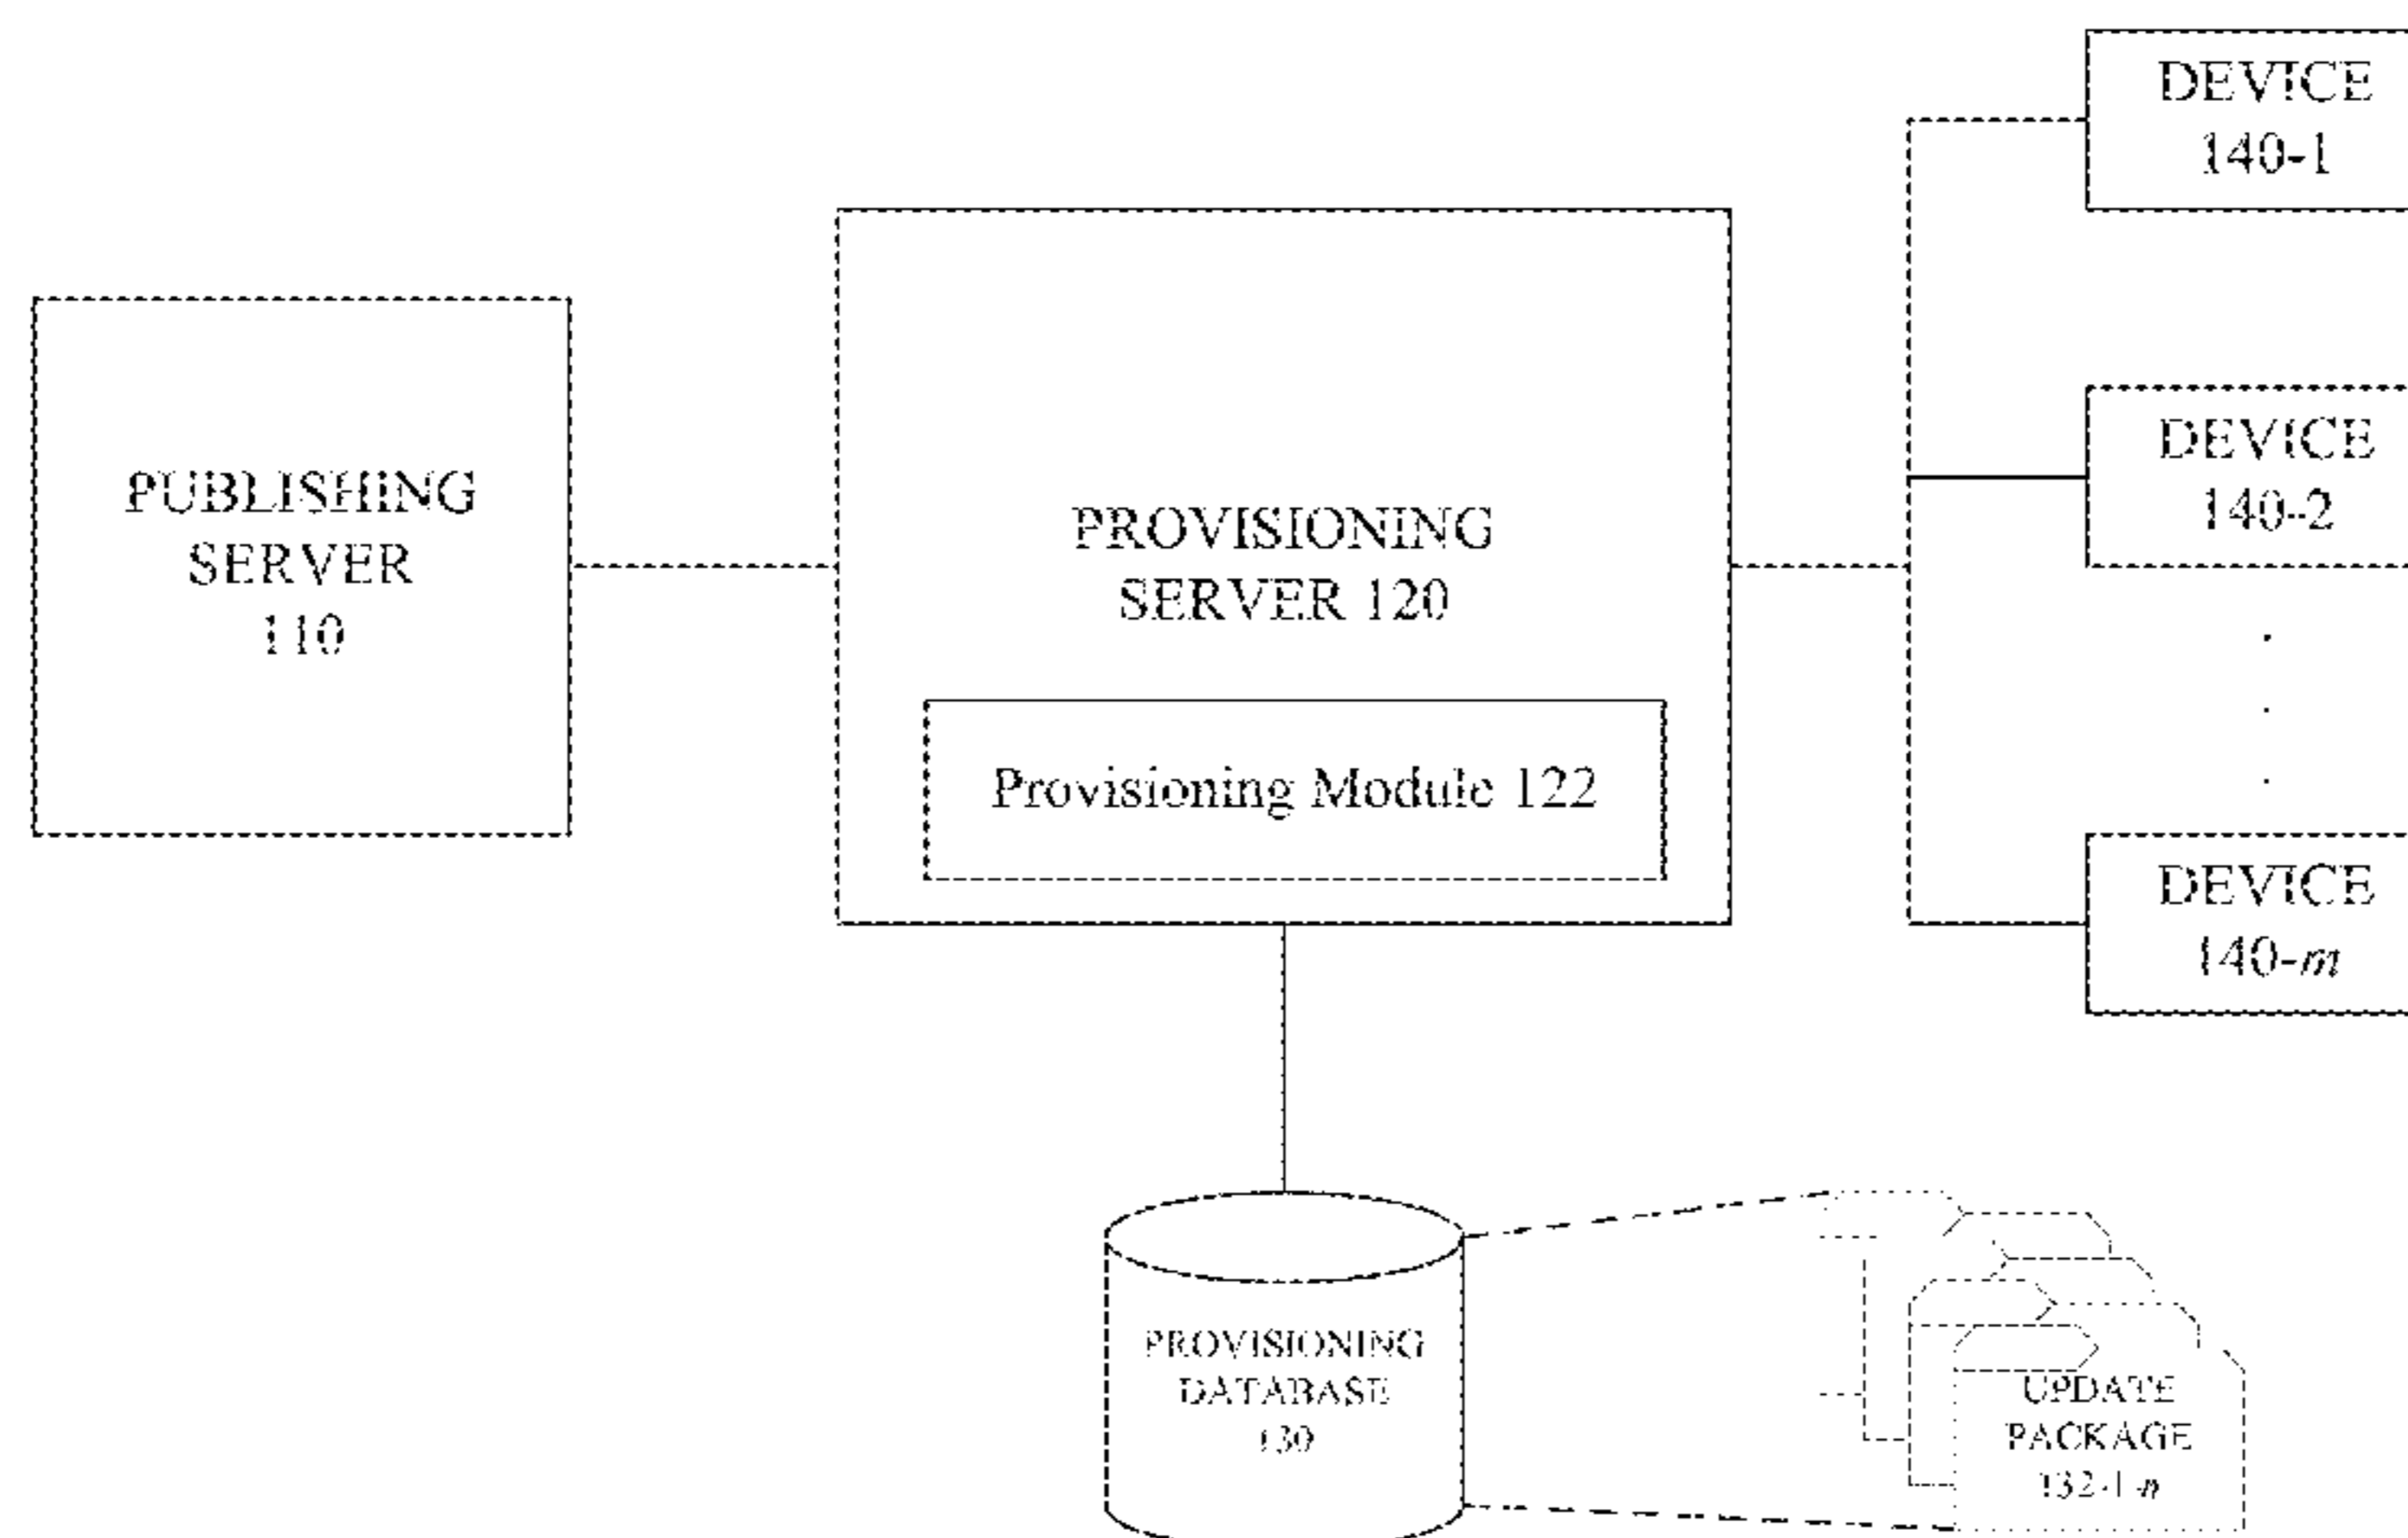 DEVICE
140-1
DEVICE
140-2
.
.
.
DEVICE
140-m
PUBLISHING
SERVER
110
PROVISIONING
SERVER 120
Provisioning Module 122
PROVISIONING
DATABASE
130
UPDATE
PACKAGE
132-1-n